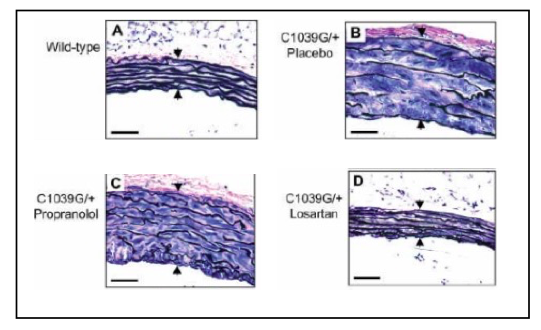 A
Wild-type
B
C1039G/+
Placebo
C
C1039G/+
Propranolol
D
C1039G/+
Losartan